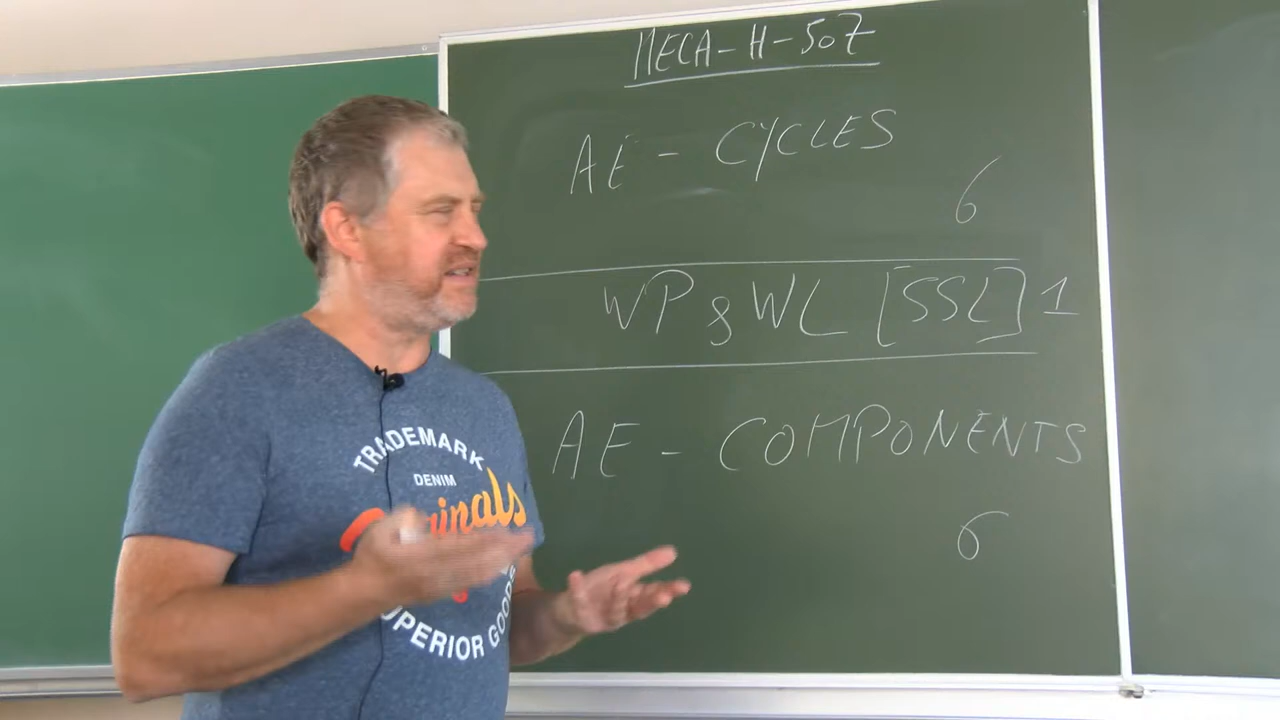 MECA-H-507
AE - CYCLES
6
WP & WL [SSL] 1
AE - COMPONENTS
6
TRADEMARK
DENIM
Originals
SUPERIOR GOODS